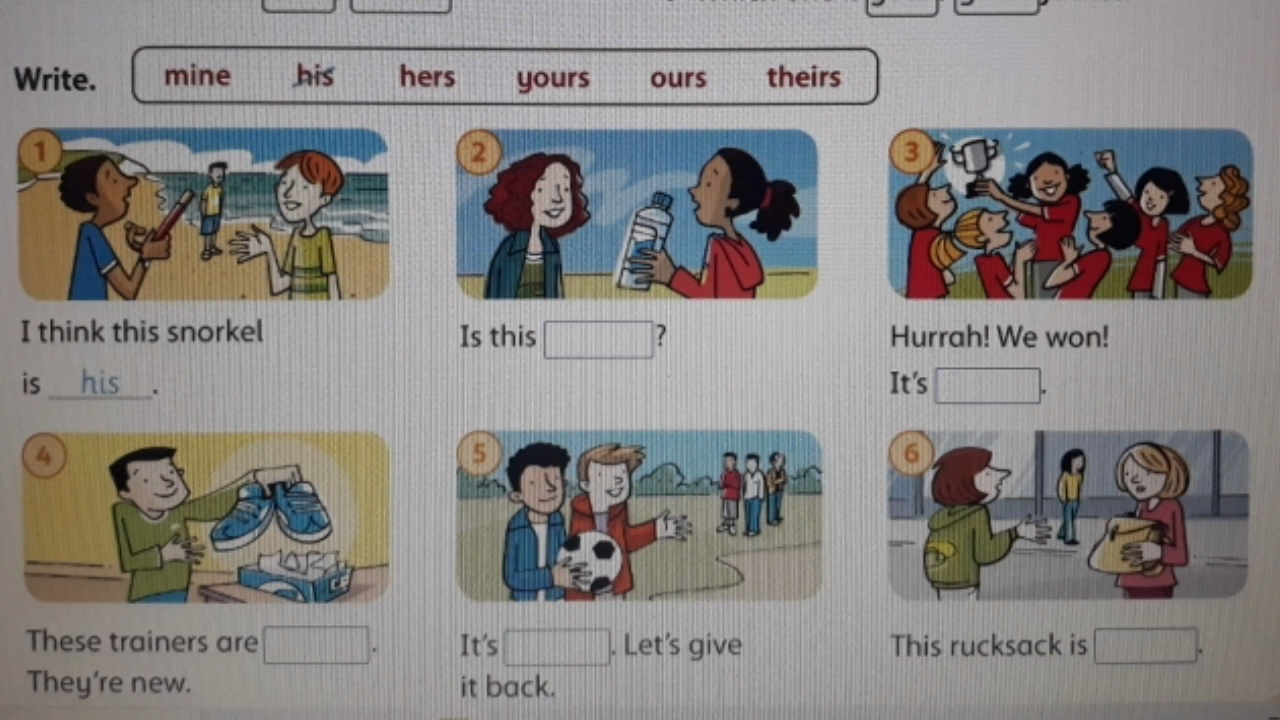 Write. mine his hers yours ours theirs
1
2
3
I think this snorkel
is his.
Is this ?
Hurrah! We won!
It's .
4
5
6
These trainers are .
They're new.
It's . Let's give
it back.
This rucksack is .